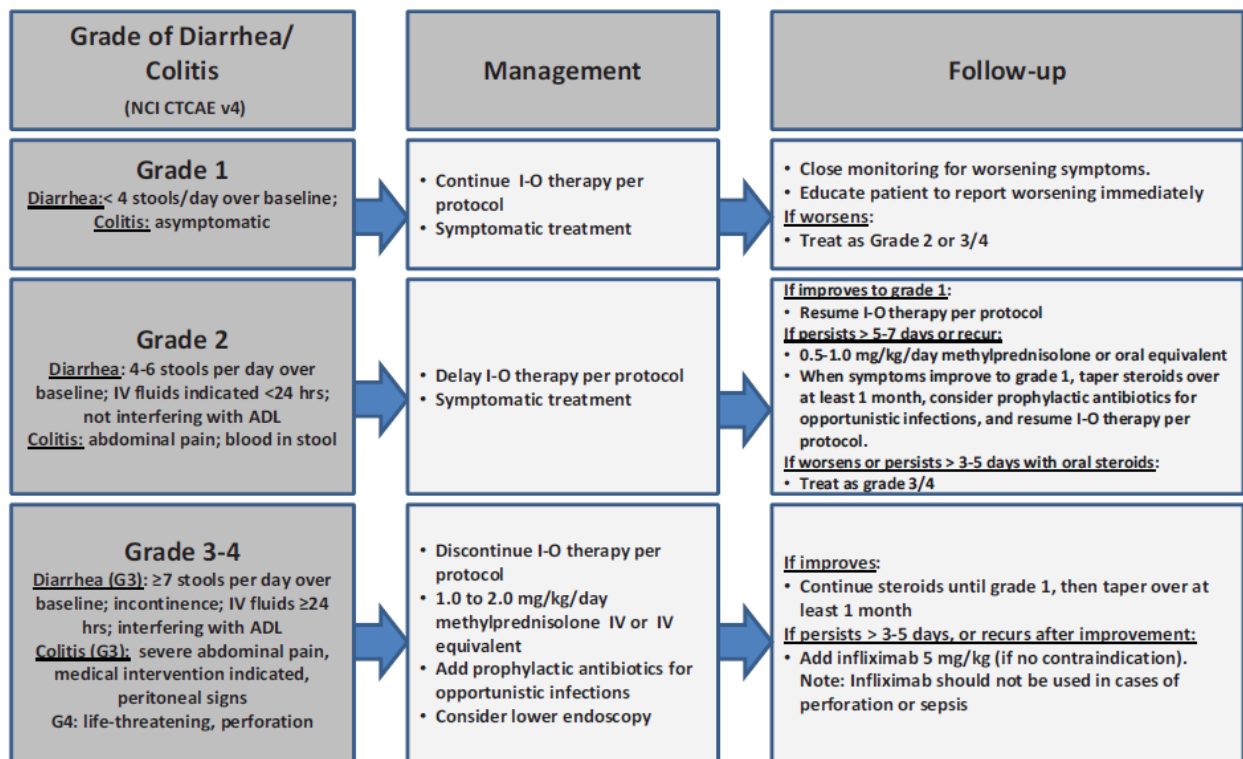 Grade of Diarrhea/
Colitis
(NCI CTCAE v4)
Management
Follow-up
Grade 1
Diarrhea:< 4 stools/day over baseline;
Colitis: asymptomatic
• Continue I-O therapy per
protocol
• Symptomatic treatment
• Close monitoring for worsening symptoms.
• Educate patient to report worsening immediately
If worsens:
• Treat as Grade 2 or 3/4
Grade 2
Diarrhea: 4-6 stools per day over
baseline; IV fluids indicated <24 hrs;
not interfering with ADL
Colitis: abdominal pain; blood in stool
• Delay I-O therapy per protocol
• Symptomatic treatment
If improves to grade 1:
• Resume I-O therapy per protocol
If persists > 5-7 days or recur:
• 0.5-1.0 mg/kg/day methylprednisolone or oral equivalent
• When symptoms improve to grade 1, taper steroids over
at least 1 month, consider prophylactic antibiotics for
opportunistic infections, and resume I-O therapy per
protocol.
If worsens or persists > 3-5 days with oral steroids:
• Treat as grade 3/4
Grade 3-4
Diarrhea (G3): ≥7 stools per day over
baseline; incontinence; IV fluids ≥24
hrs; interfering with ADL
Colitis (G3): severe abdominal pain,
medical intervention indicated,
peritoneal signs
G4: life-threatening, perforation
• Discontinue I-O therapy per
protocol
• 1.0 to 2.0 mg/kg/day
methylprednisolone IV or IV
equivalent
• Add prophylactic antibiotics for
opportunistic infections
• Consider lower endoscopy
If improves:
• Continue steroids until grade 1, then taper over at
least 1 month
If persists > 3-5 days, or recurs after improvement:
• Add infliximab 5 mg/kg (if no contraindication).
Note: Infliximab should not be used in cases of
perforation or sepsis